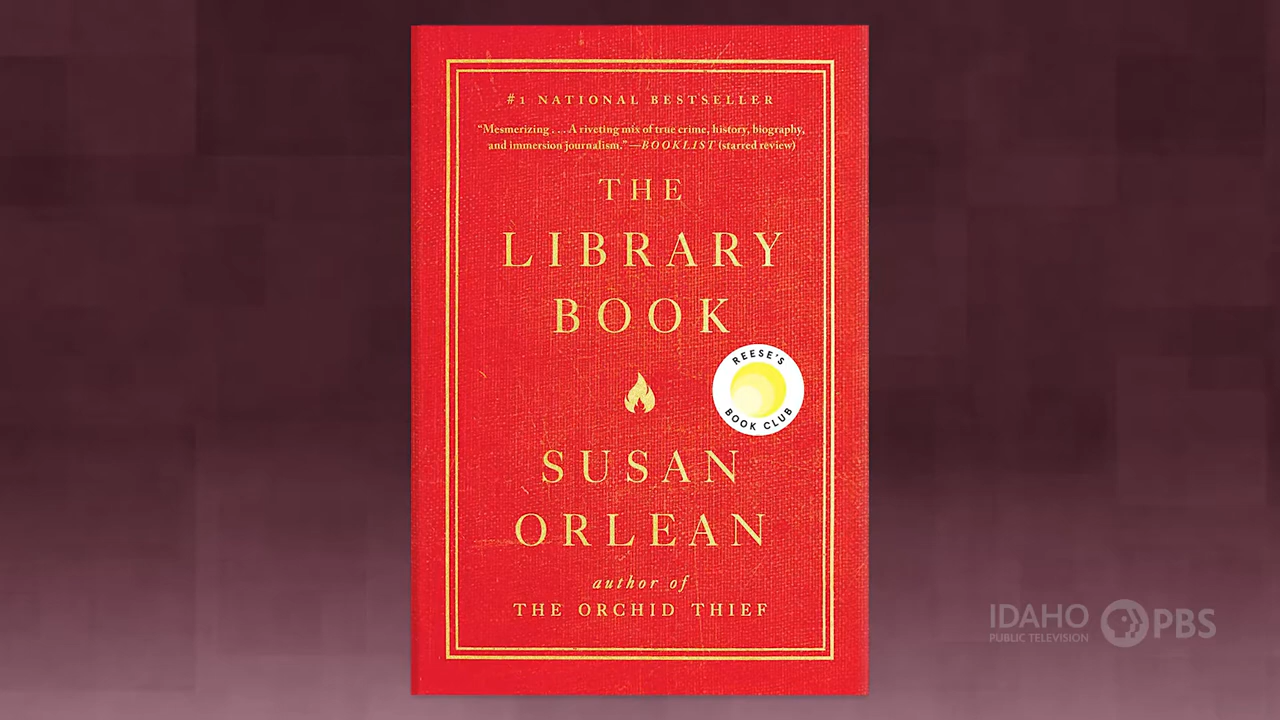 #1 NATIONAL BESTSELLER
“Mesmerizing . . . A riveting mix of true crime, history, biography,
and immersion journalism.” —BOOKLIST (starred review)
THE
LIBRARY
BOOK
REESE'S
BOOK CLUB
SUSAN
ORLEAN
author of
THE ORCHID THIEF
IDAHO
PUBLIC TELEVISION
PBS